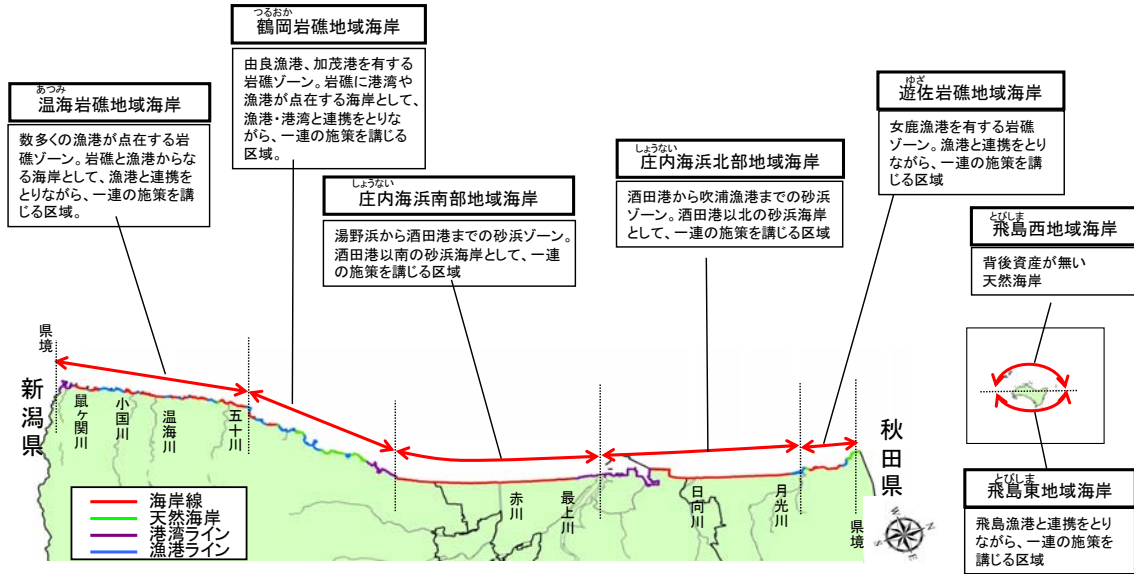 つるおか
鶴岡岩礁地域海岸
由良漁港、加茂港を有する
岩礁ゾーン。岩礁に港湾や
漁港が点在する海岸として、
漁港・港湾と連携をとりな
がら、一連の施策を講じる
区域。
あつみ
温海岩礁地域海岸
数多くの漁港が点在する岩
礁ゾーン。岩礁と漁港からな
る海岸として、漁港と連携を
とりながら、一連の施策を講
じる区域。
しょうない
庄内海浜南部地域海岸
湯野浜から酒田港までの砂浜ゾーン。
酒田港以南の砂浜海岸として、一連
の施策を講じる区域
しょうない
庄内海浜北部地域海岸
酒田港から吹浦漁港までの砂浜
ゾーン。酒田港以北の砂浜海岸
として、一連の施策を講じる区域
ゆざ
遊佐岩礁地域海岸
女鹿漁港を有する岩礁
ゾーン。漁港と連携をとり
ながら、一連の施策を講
じる区域
とびしま
飛島西地域海岸
背後資産が無い
天然海岸
とびしま
飛島東地域海岸
飛島漁港と連携をとり
ながら、一連の施策を
講じる区域
県境
新潟県
鼠ヶ関川
小国川
温海川
五十川
赤川
最上川
日向川
月光川
県境
秋田県
海岸線
天然海岸
港湾ライン
漁港ライン
W
N
S
E